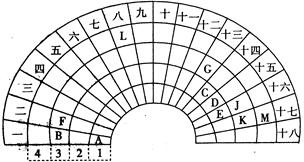 一 二 三 四 五 六 七 八 九 十 十一 十二 十三 十四 十五 十六 十七 十八
L
G
C
D J
F E K M
B A
4 3 2 1